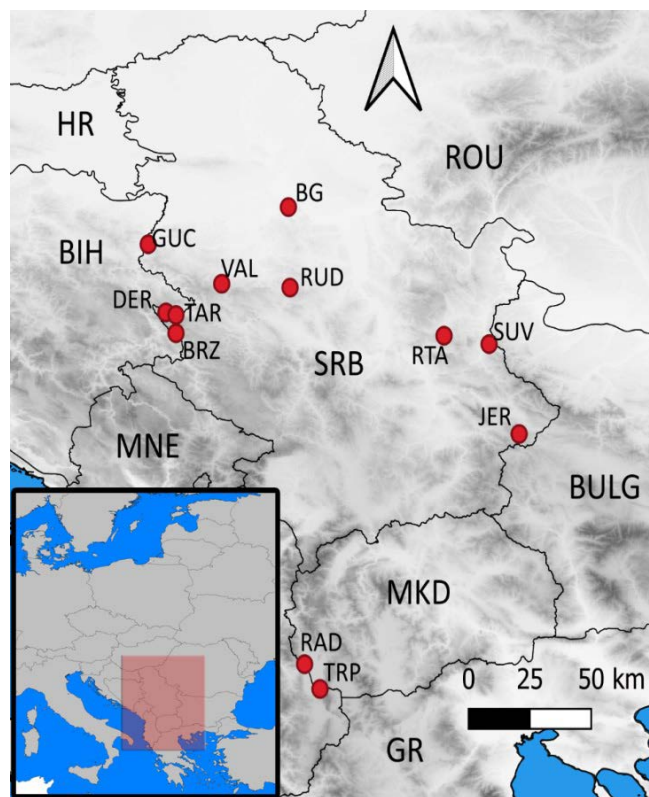 HR
ROU
BG
GUC
BIH
VAL
RUD
DER
TAR
BRZ
SRB
RTA
SUV
MNE
JER
BULG
MKD
RAD
TRP
0 25 50 km
GR